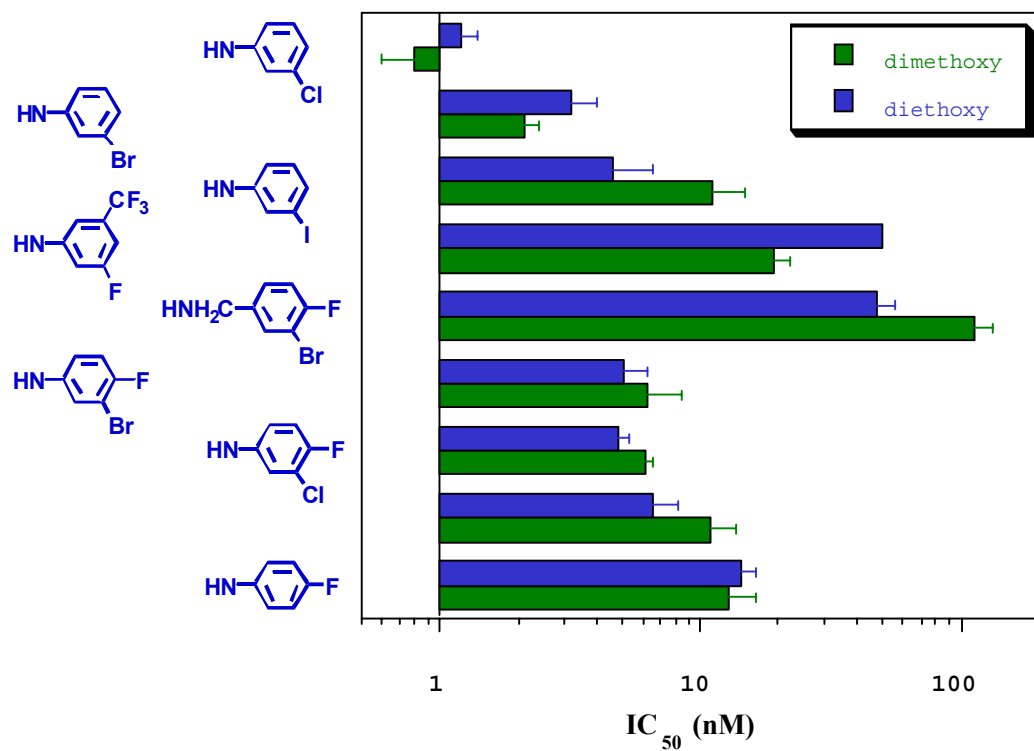 HN
Cl
dimethoxy
diethoxy
HN
Br
HN
I
CF3
HN
F
HNH2C
F
Br
HN
F
Br
HN
F
Cl
HN
F
1
10
100
IC50 (nM)